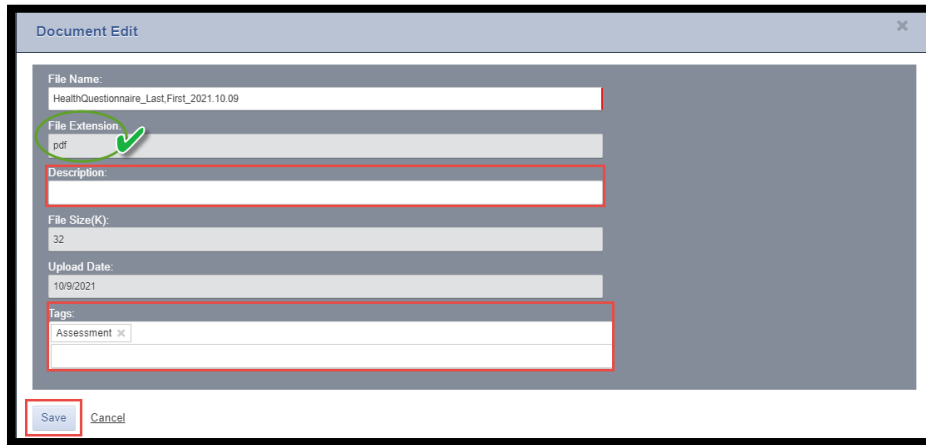 Document Edit
File Name:
HealthQuestionnaire_Last,First_2021.10.09
File Extension:
pdf
Description:
File Size(K):
32
Upload Date:
10/9/2021
Tags:
Assessment
Save Cancel